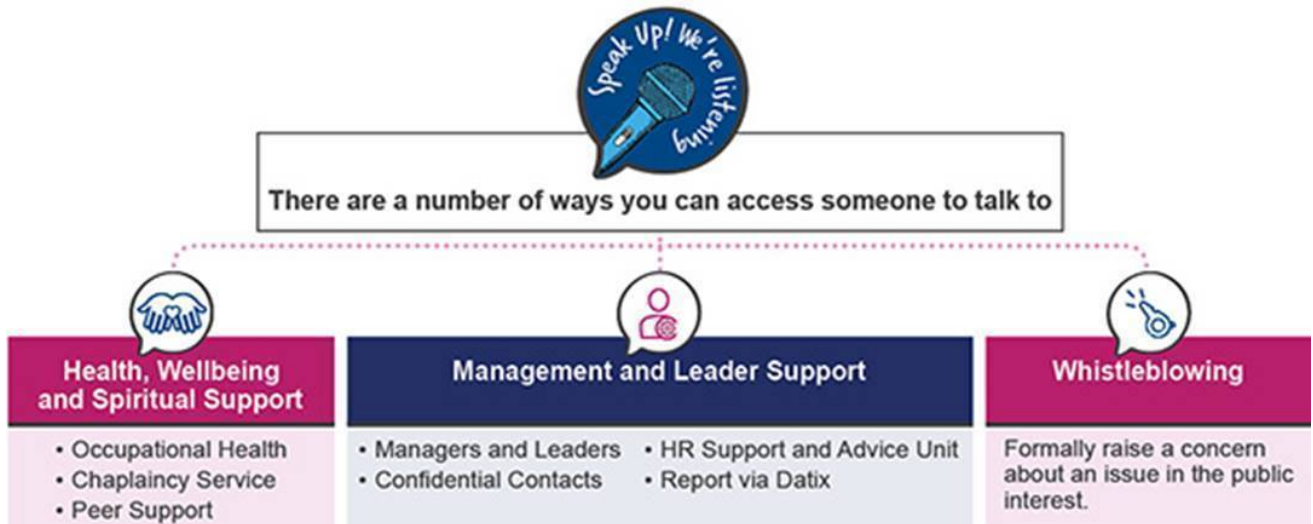 Speak Up! We're listening
There are a number of ways you can access someone to talk to
Health, Wellbeing
and Spiritual Support
• Occupational Health
• Chaplaincy Service
• Peer Support
Management and Leader Support
• Managers and Leaders
• Confidential Contacts
• HR Support and Advice Unit
• Report via Datix
Whistleblowing
Formally raise a concern
about an issue in the public
interest.